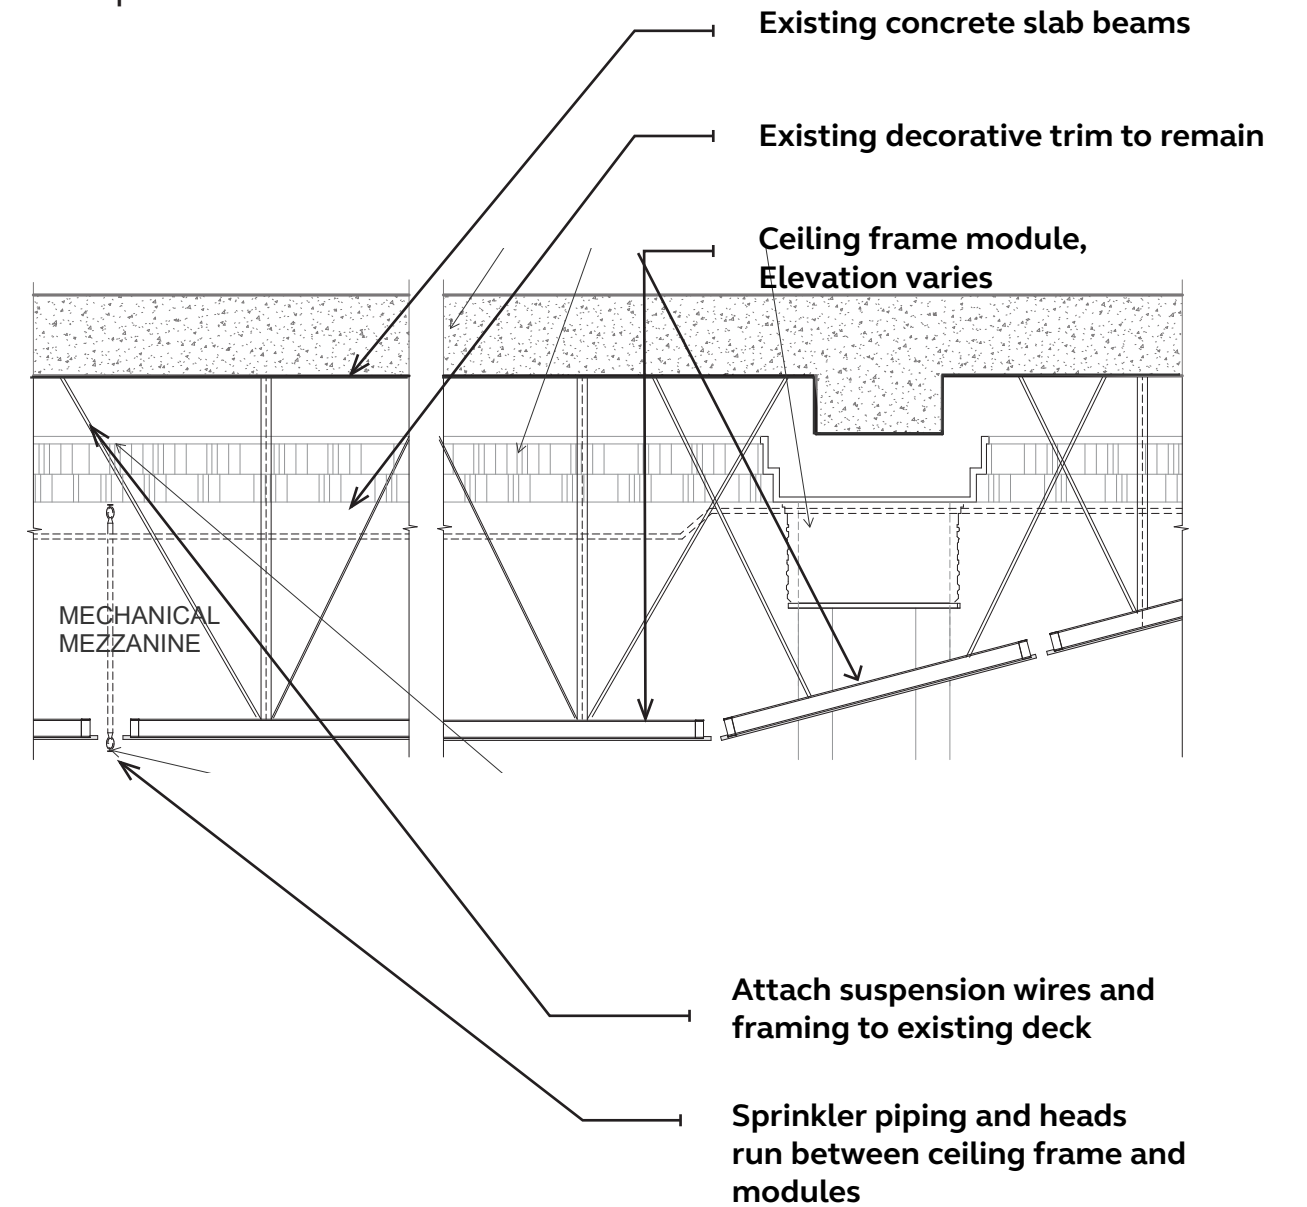 Existing concrete slab beams
Existing decorative trim to remain
Ceiling frame module,
Elevation varies
MECHANICAL
MEZZANINE
Attach suspension wires and
framing to existing deck
Sprinkler piping and heads
run between ceiling frame and
modules